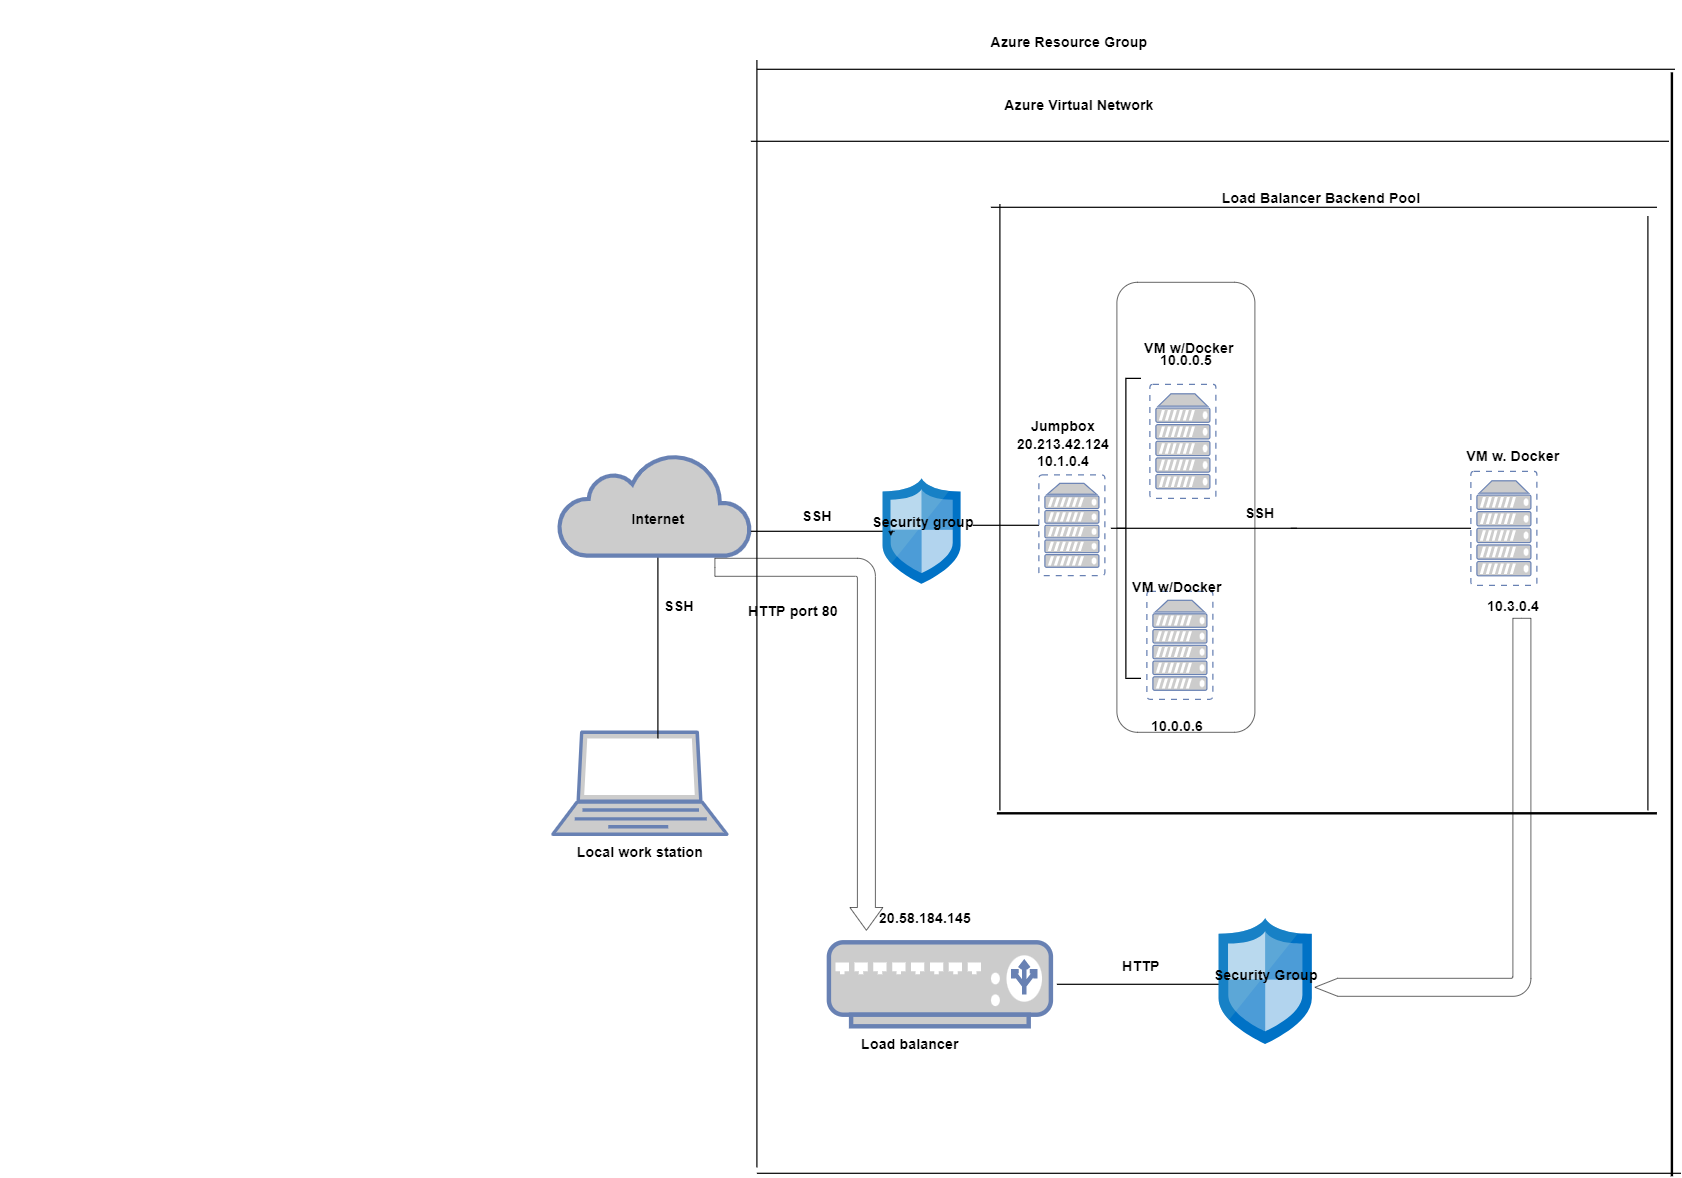 Azure Resource Group
Azure Virtual Network
Load Balancer Backend Pool
VM w/Docker
10.0.0.5
Jumpbox
20.213.42.124
10.1.0.4
VM w. Docker
Internet
SSH
Security group
SSH
VM w/Docker
SSH
HTTP port 80
10.3.0.4
10.0.0.6
Local work station
20.58.184.145
HTTP
Security Group
Load balancer